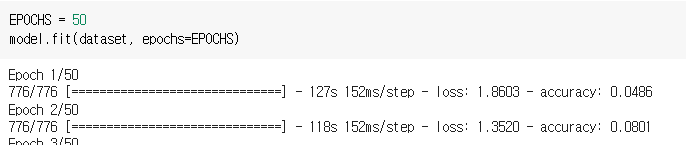 EPOCHS = 50
model.fit(dataset, epochs=EPOCHS)
Epoch 1/50
776/776 [==============================] - 127s 152ms/step - loss: 1.8603 - accuracy: 0.0486
Epoch 2/50
776/776 [==============================] - 118s 152ms/step - loss: 1.3520 - accuracy: 0.0801
Epoch 3/50